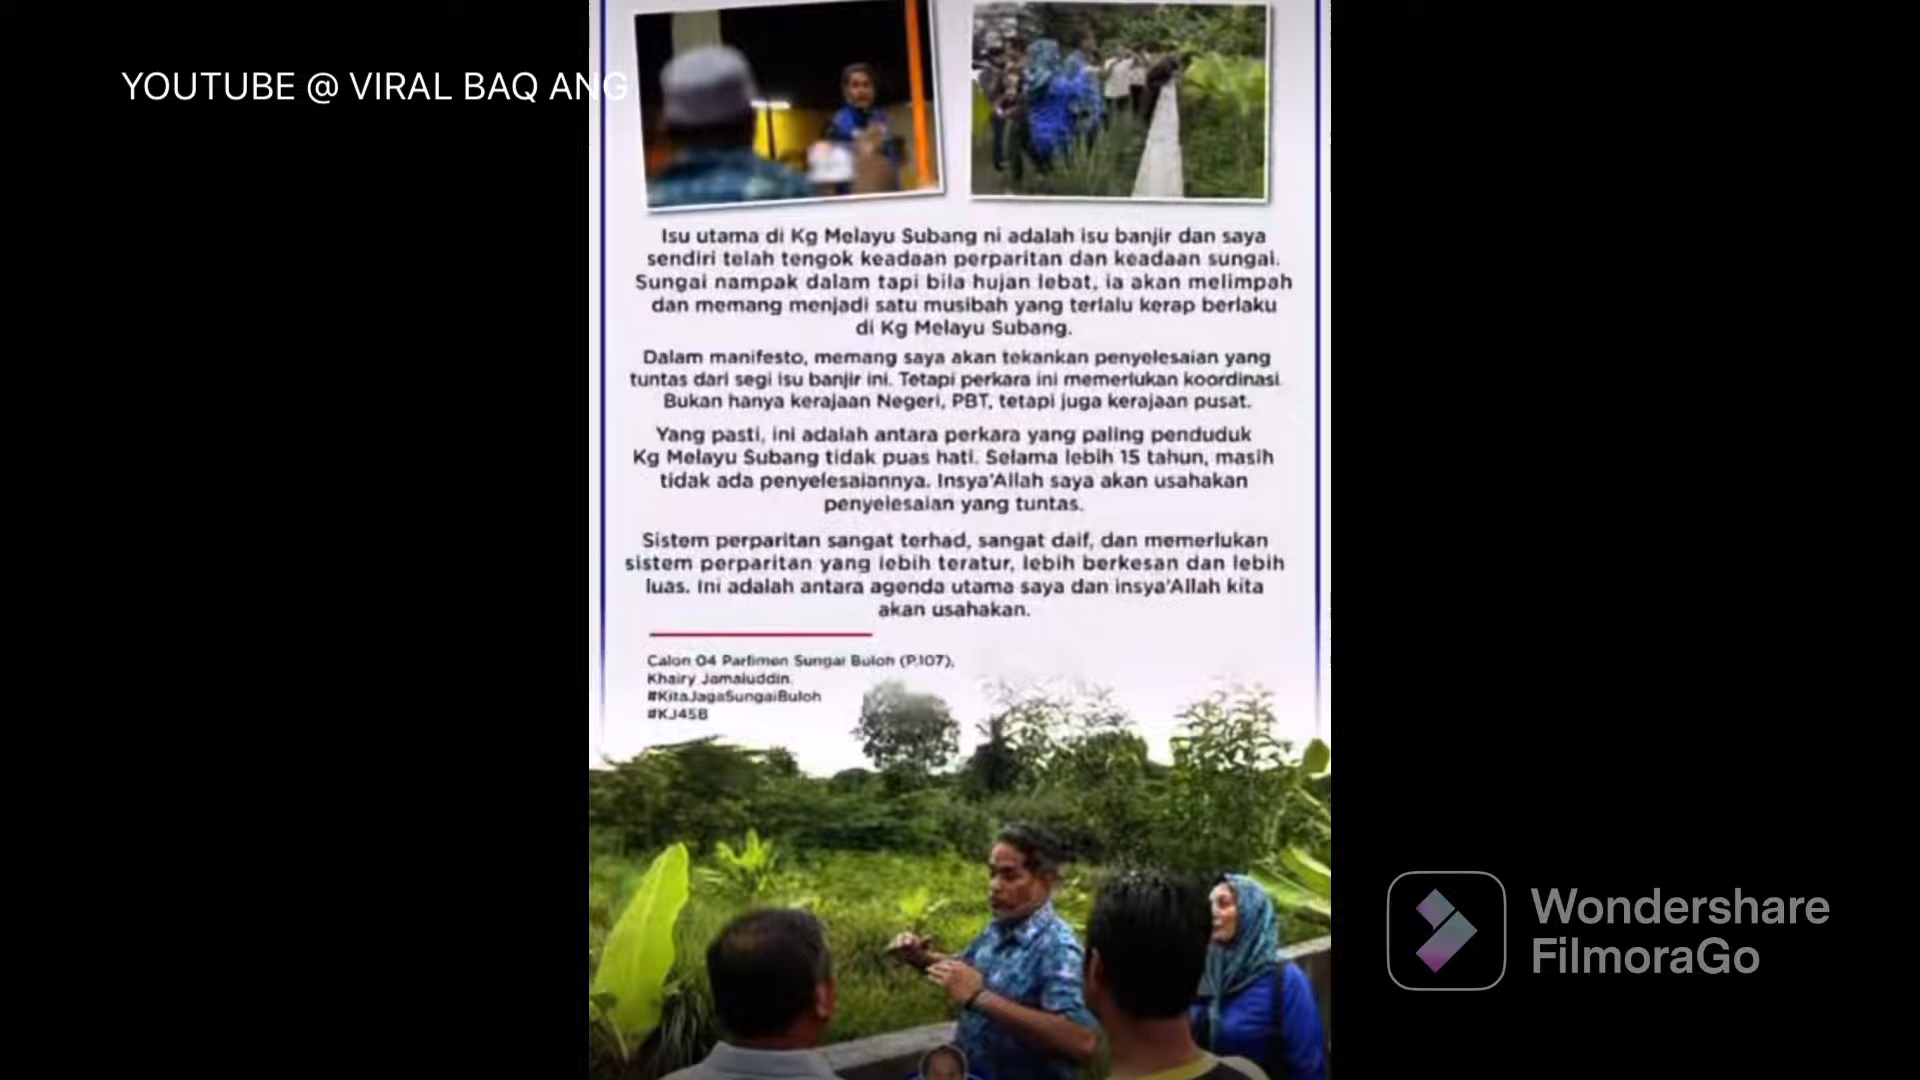 YOUTUBE @ VIRAL BAQ ANG
Isu utama di Kg Melayu Subang ni adalah isu banjir dan saya
sendiri telah tengok keadaan perparitan dan keadaan sungai.
Sungai nampak dalam tapi bila hujan lebat, ia akan melimpah
dan memang menjadi satu musibah yang terlalu kerap berlaku
di Kg Melayu Subang.
Dalam manifesto, memang saya akan tekankan penyelesaian yang
tuntas dari segi isu banjir ini. Tetapi perkara ini memerlukan koordinasi.
Bukan hanya kerajaan Negeri, PBT, tetapi juga kerajaan pusat.
Yang pasti, ini adalah antara perkara yang paling penduduk
Kg Melayu Subang tidak puas hati. Selama lebih 15 tahun, masih
tidak ada penyelesaiannya. Insya'Allah saya akan usahakan
penyelesaian yang tuntas.
Sistem perparitan sangat terhad, sangat daif, dan memerlukan
sistem perparitan yang lebih teratur, lebih berkesan dan lebih
luas. Ini adalah antara agenda utama saya dan insya'Allah kita
akan usahakan.
Calon 04 Parlimen Sungai Buloh (P.107),
Khairy Jamaluddin.
#KitaJagaSungaiBuloh
#KJ4SB
Wondershare
FilmoraGo